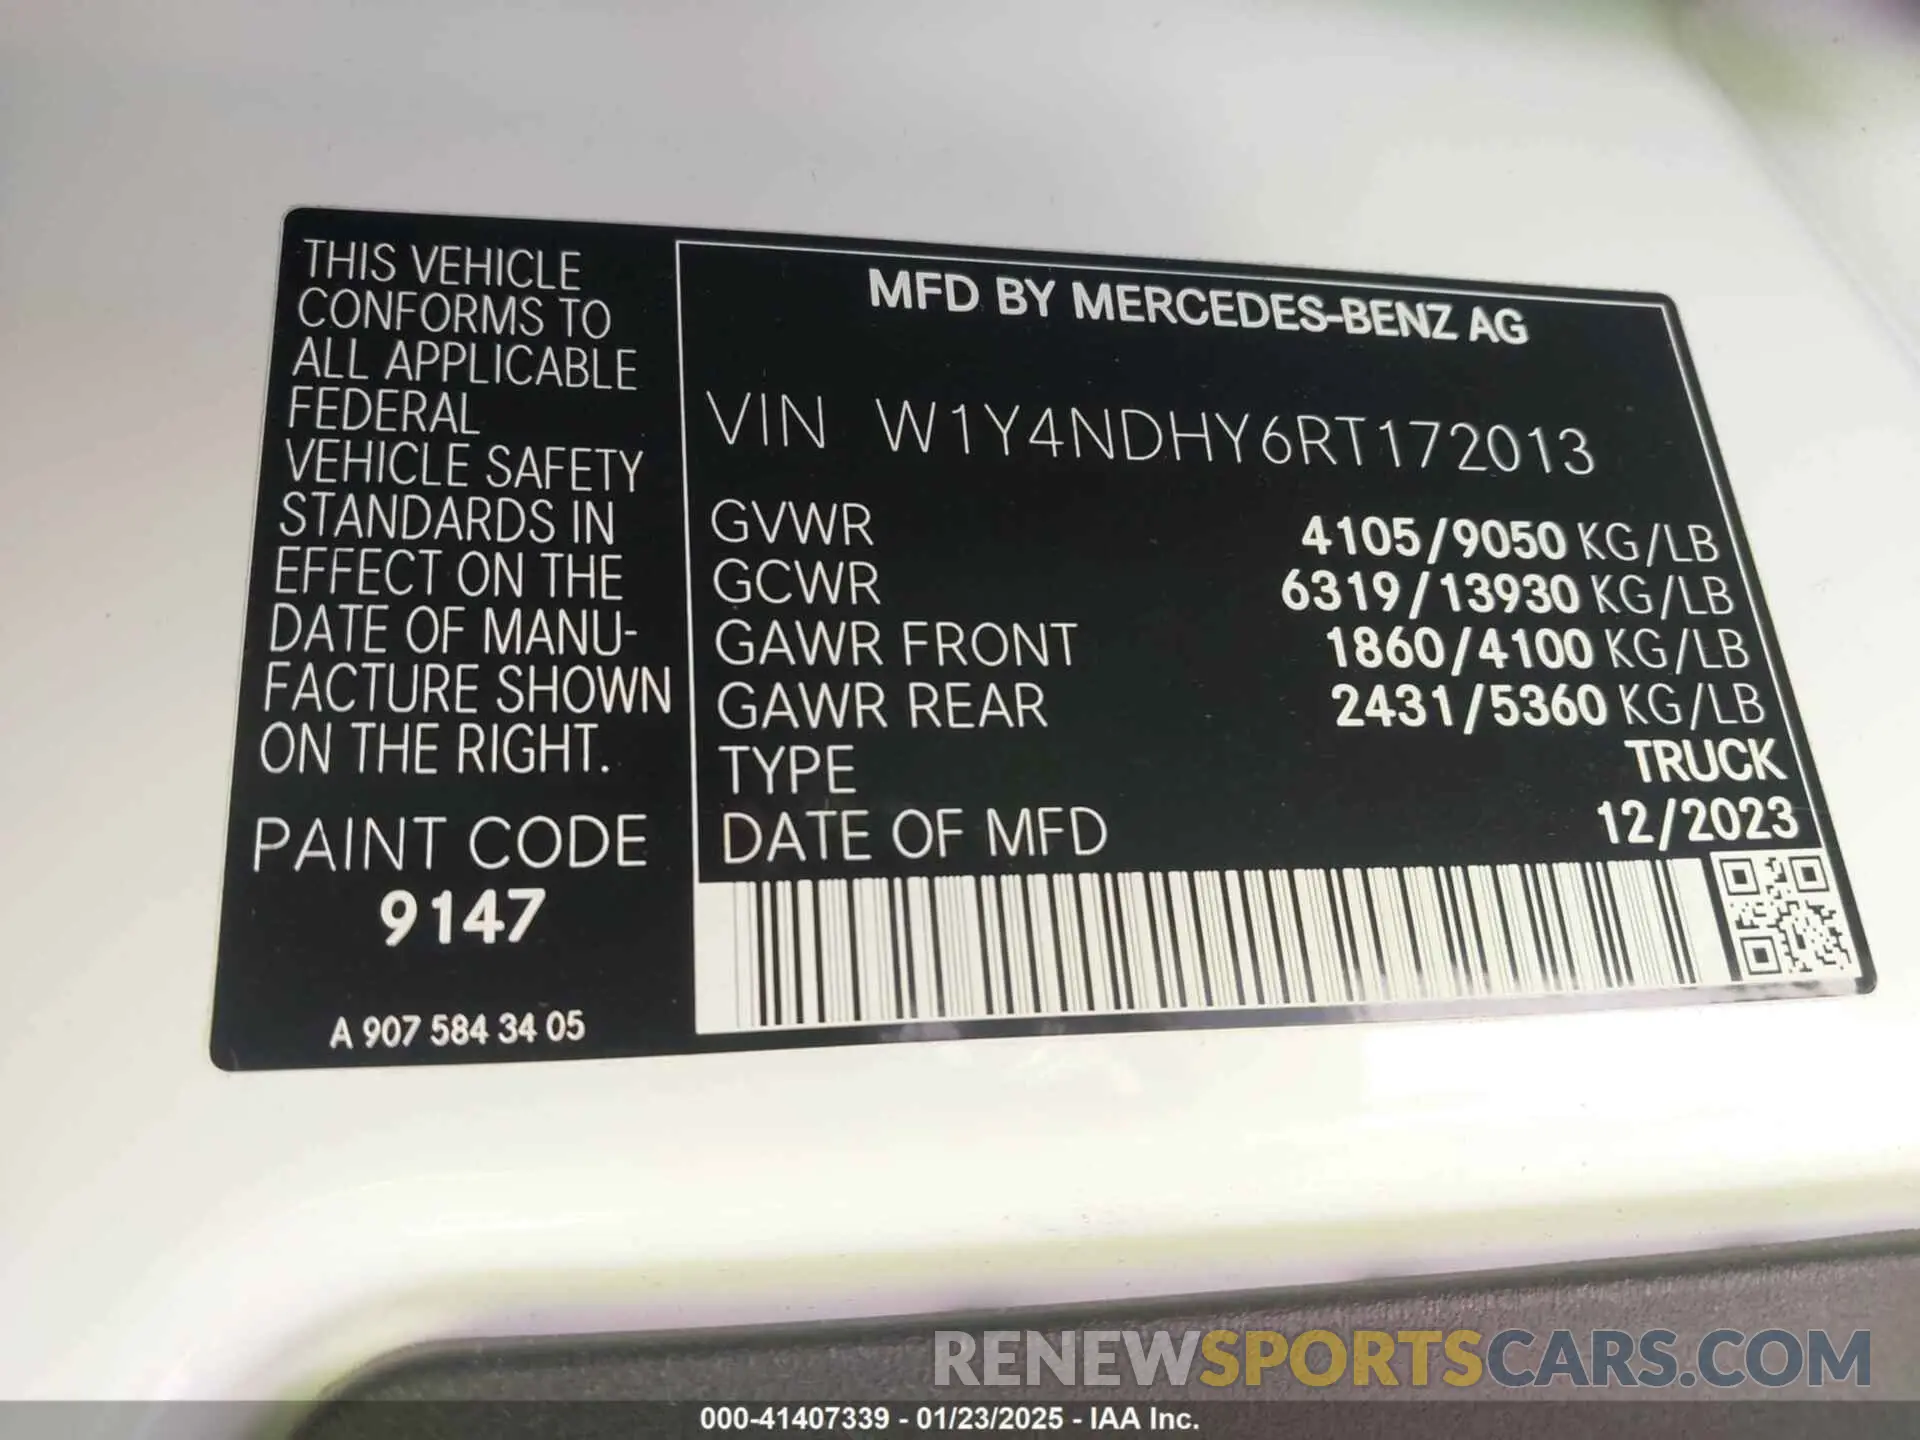 THIS VEHICLE
CONFORMS TO
ALL APPLICABLE
FEDERAL
VEHICLE SAFETY
STANDARDS IN
EFFECT ON THE
DATE OF MANU-
FACTURE SHOWN
ON THE RIGHT.
PAINT CODE
9147
A 907 584 34 05
MFD BY MERCEDES-BENZ AG
VIN W1Y4NDHY6RT172013
GVWR 4105/9050 KG/LB
GCWR 6319/13930 KG/LB
GAWR FRONT 1860/4100 KG/LB
GAWR REAR 2431/5360 KG/LB
TYPE TRUCK
DATE OF MFD 12/2023
RENEWSPORTSCARS.COM
000-41407339 - 01/23/2025 - IAA Inc.